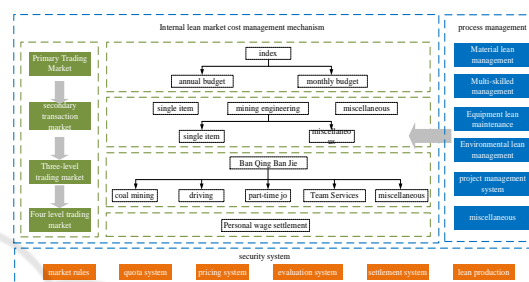 Internal lean market cost management mechanism
process management
Primary Trading
Market
secondary
transaction
market
Three-level
trading market
Four level trading
market
index
annual budget
monthly budget
single item
mining engineering
miscellaneous
single item
miscellaneo
us
Ban Qing Ban Jie
coal mining
driving
part-time jo
Team Services
miscellaneous
Personal wage settlement
Material lean
management
Multi-skilled
management
Equipment lean
maintenance
Environmental lean
management
project management
system
miscellaneous
security system
market rules
quota system
pricing system
evaluation system
settlement system
lean production